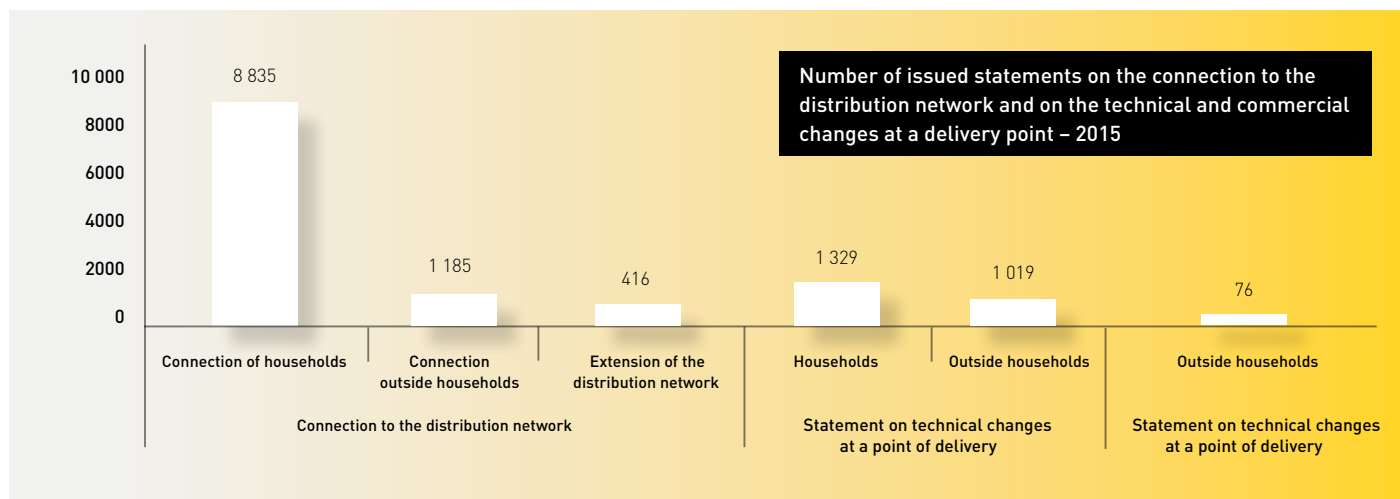 Number of issued statements on the connection to the
distribution network and on the technical and commercial
changes at a delivery point – 2015
10 000
8000
6000
4000
2000
0
8 835
1 185
416
1 329
1 019
76
Connection of households
Connection
outside households
Extension of the
distribution network
Households
Outside households
Outside households
Connection to the distribution network
Statement on technical changes
at a point of delivery
Statement on technical changes
at a point of delivery